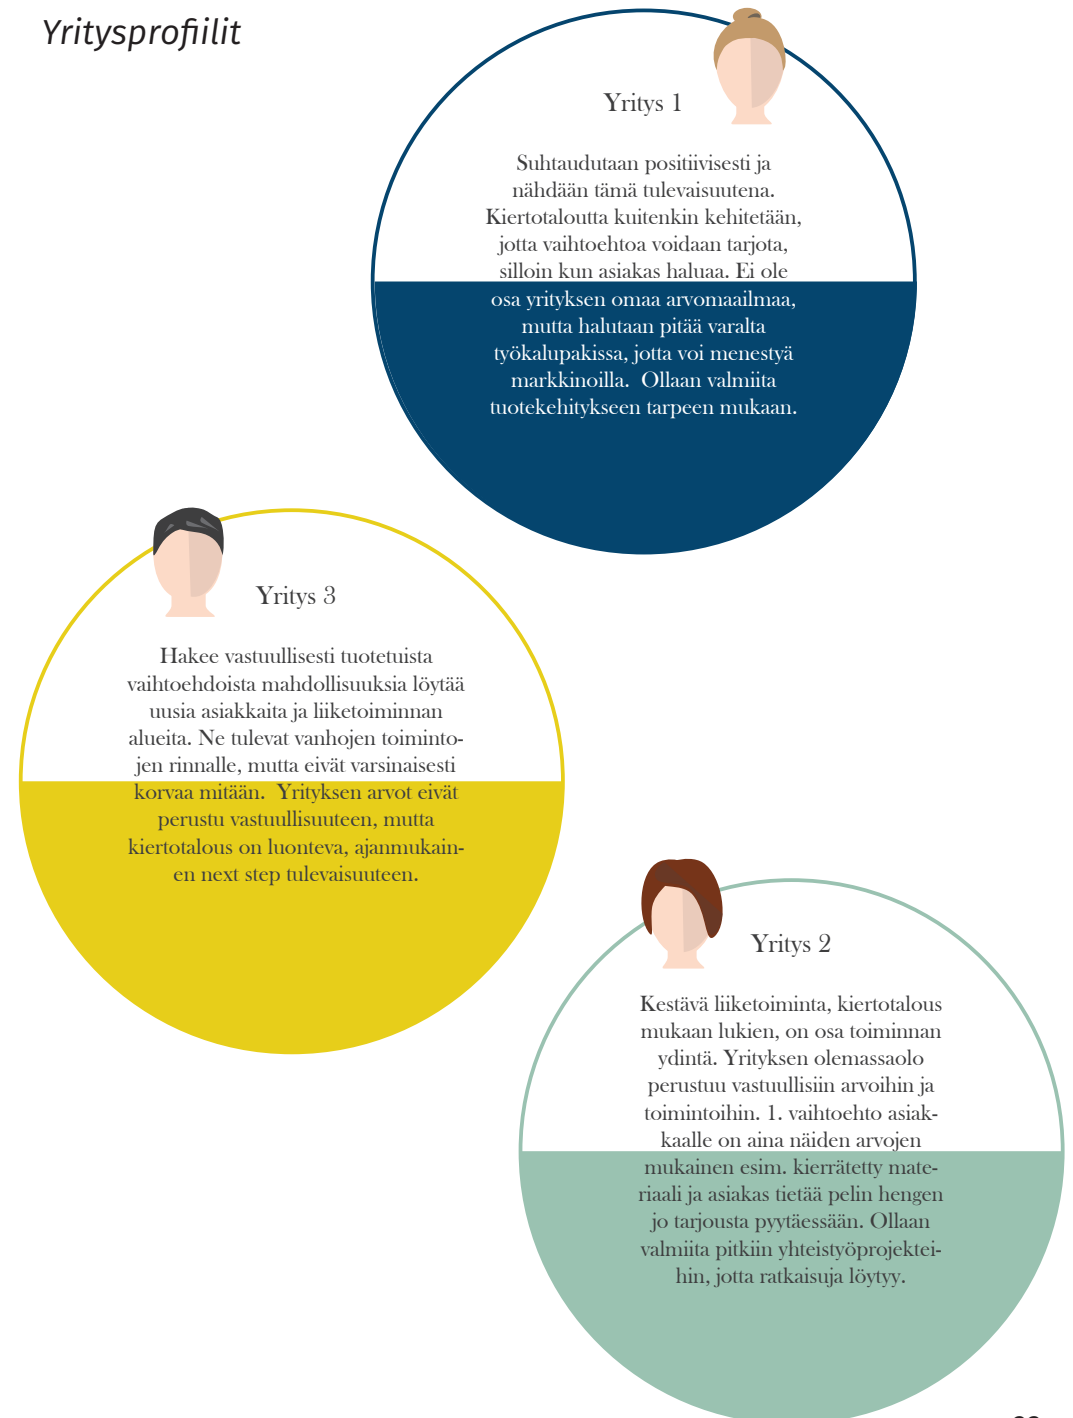 Yritysprofiilit
Yritys 1
Suhtaudutaan positiivisesti ja
nähdään tämä tulevaisuutena.
Kiertotaloutta kuitenkin kehitetään,
jotta vaihtoehtoa voidaan tarjota,
silloin kun asiakas haluaa. Ei ole
osa yrityksen omaa arvomaailmaa,
mutta halutaan pitää varalta
työkalupakissa, jotta voi menestyä
markkinoilla.  Ollaan valmiita
tuotekehitykseen tarpeen mukaan.
Yritys 3
Hakee vastuullisesti tuotetuista
vaihtoehdoista mahdollisuuksia löytää
uusia asiakkaita ja liiketoiminnan
alueita. Ne tulevat vanhojen toiminto-
jen rinnalle, mutta eivät varsinaisesti
korvaa mitään.  Yrityksen arvot eivät
perustu vastuullisuuteen, mutta
kiertotalous on luonteva, ajanmukain-
en next step tulevaisuuteen.
Yritys 2
Kestävä liiketoiminta, kiertotalous
mukaan lukien, on osa toiminnan
ydintä. Yrityksen olemassaolo
perustuu vastuullisiin arvoihin ja
toimintoihin. 1. vaihtoehto asiak-
kaalle on aina näiden arvojen
mukainen esim. kierrätetty mate-
riaali ja asiakas tietää pelin hengen
jo tarjousta pyytäessään. Ollaan
valmiita pitkiin yhteistyöprojektei-
hin, jotta ratkaisuja löytyy.